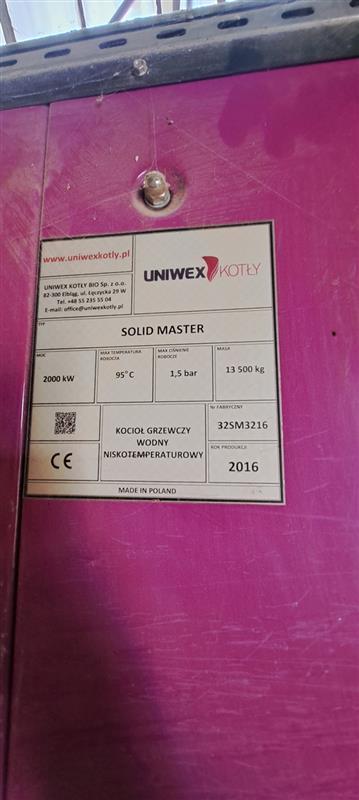 www.uniwexkotly.pl
UNIWEX KOTŁY BIO Sp. z o.o.
82-300 Elbląg, ul. Łęczycka 29 W
Tel. +48 55 235 55 04
E-mail: office@uniwexkotly.pl
UNIWEX KOTŁY
TYP
SOLID MASTER
MOC
2000 kW
MAX TEMPERATURA
ROBOCZA
95°C
MAX CIŚNIENIE
ROBOCZE
1,5 bar
MASA
13 500 kg
CE
KOCIOŁ GRZEWCZY
WODNY
NISKOTEMPERATUROWY
Nr FABRYCZNY
32SM3216
ROK PRODUKCJI
2016
MADE IN POLAND